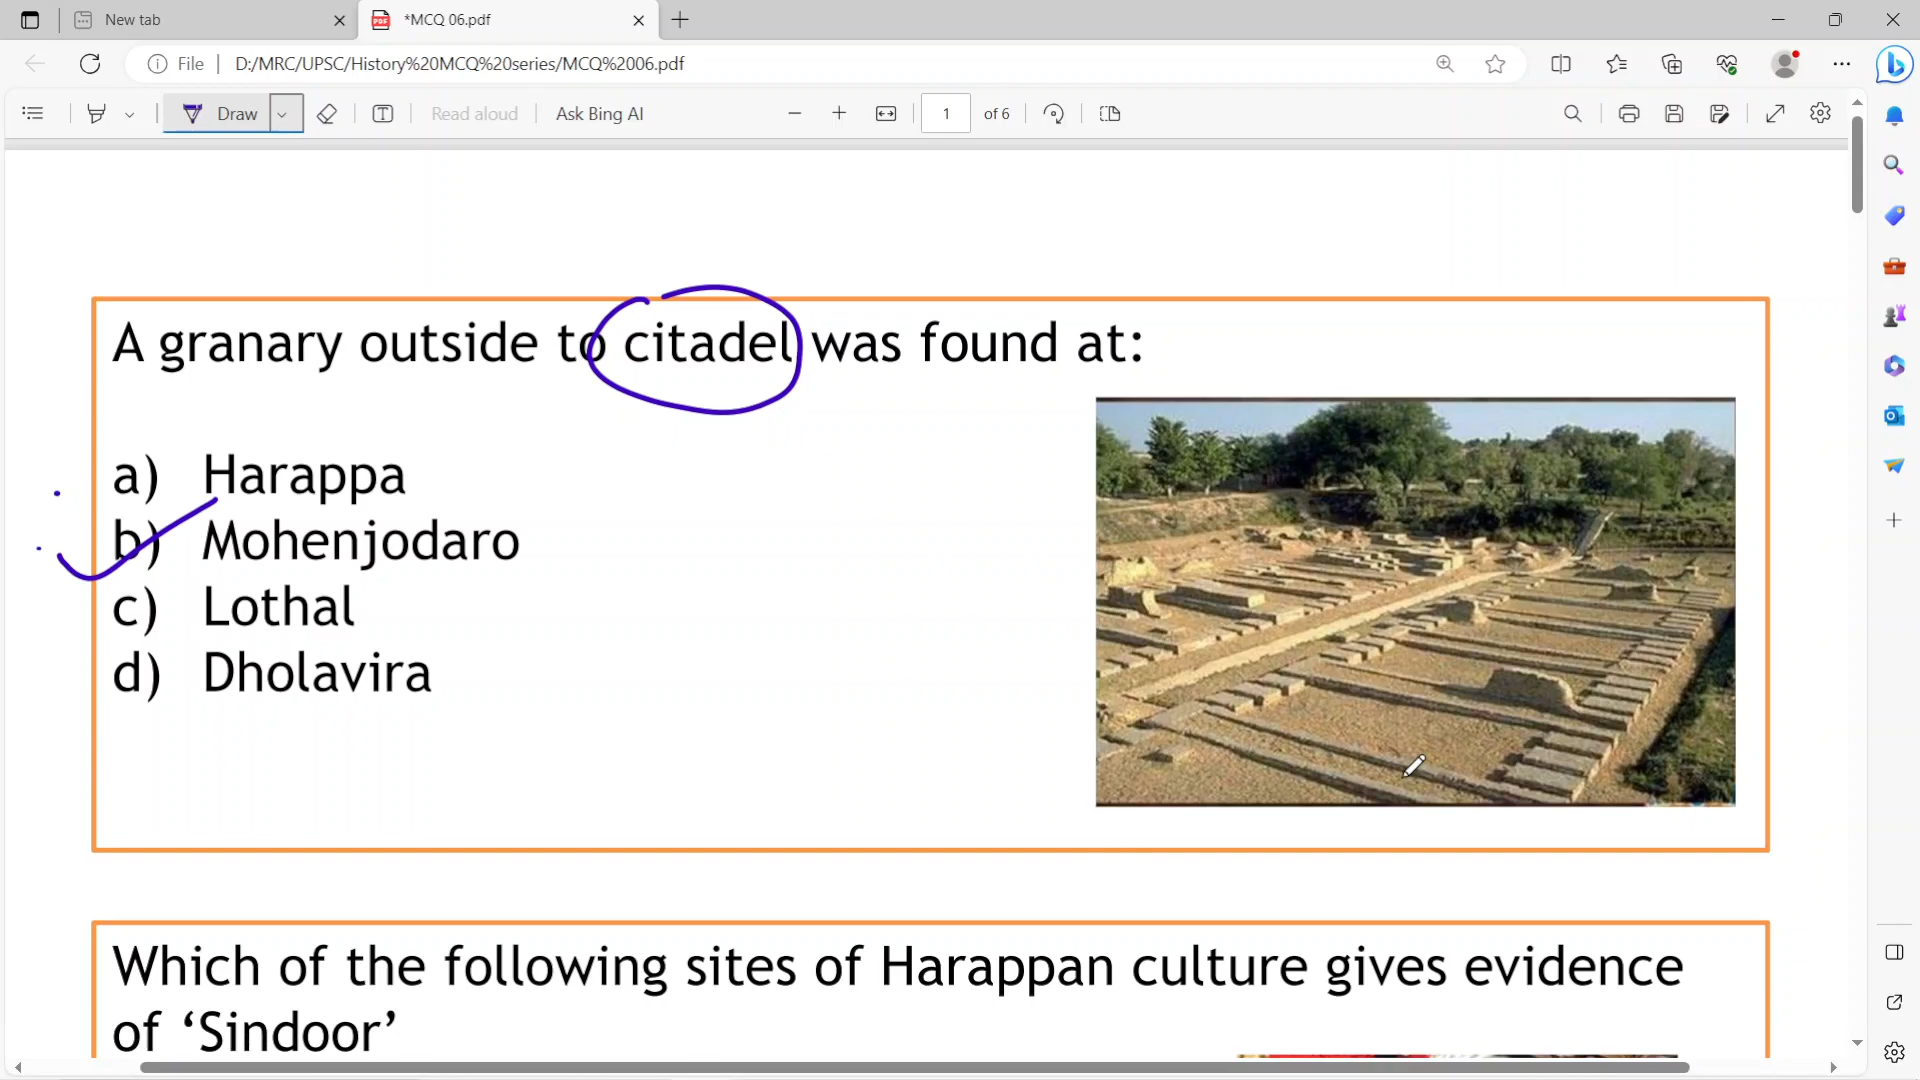 New tab
*MCQ 06.pdf
File
D:/MRC/UPSC/History%20MCQ%20series/MCQ%2006.pdf
Draw
Read aloud
Ask Bing AI
1
of 6
A granary outside to citadel was found at:
a) Harappa
b) Mohenjodaro
c) Lothal
d) Dholavira
Which of the following sites of Harappan culture gives evidence
of ‘Sindoor’